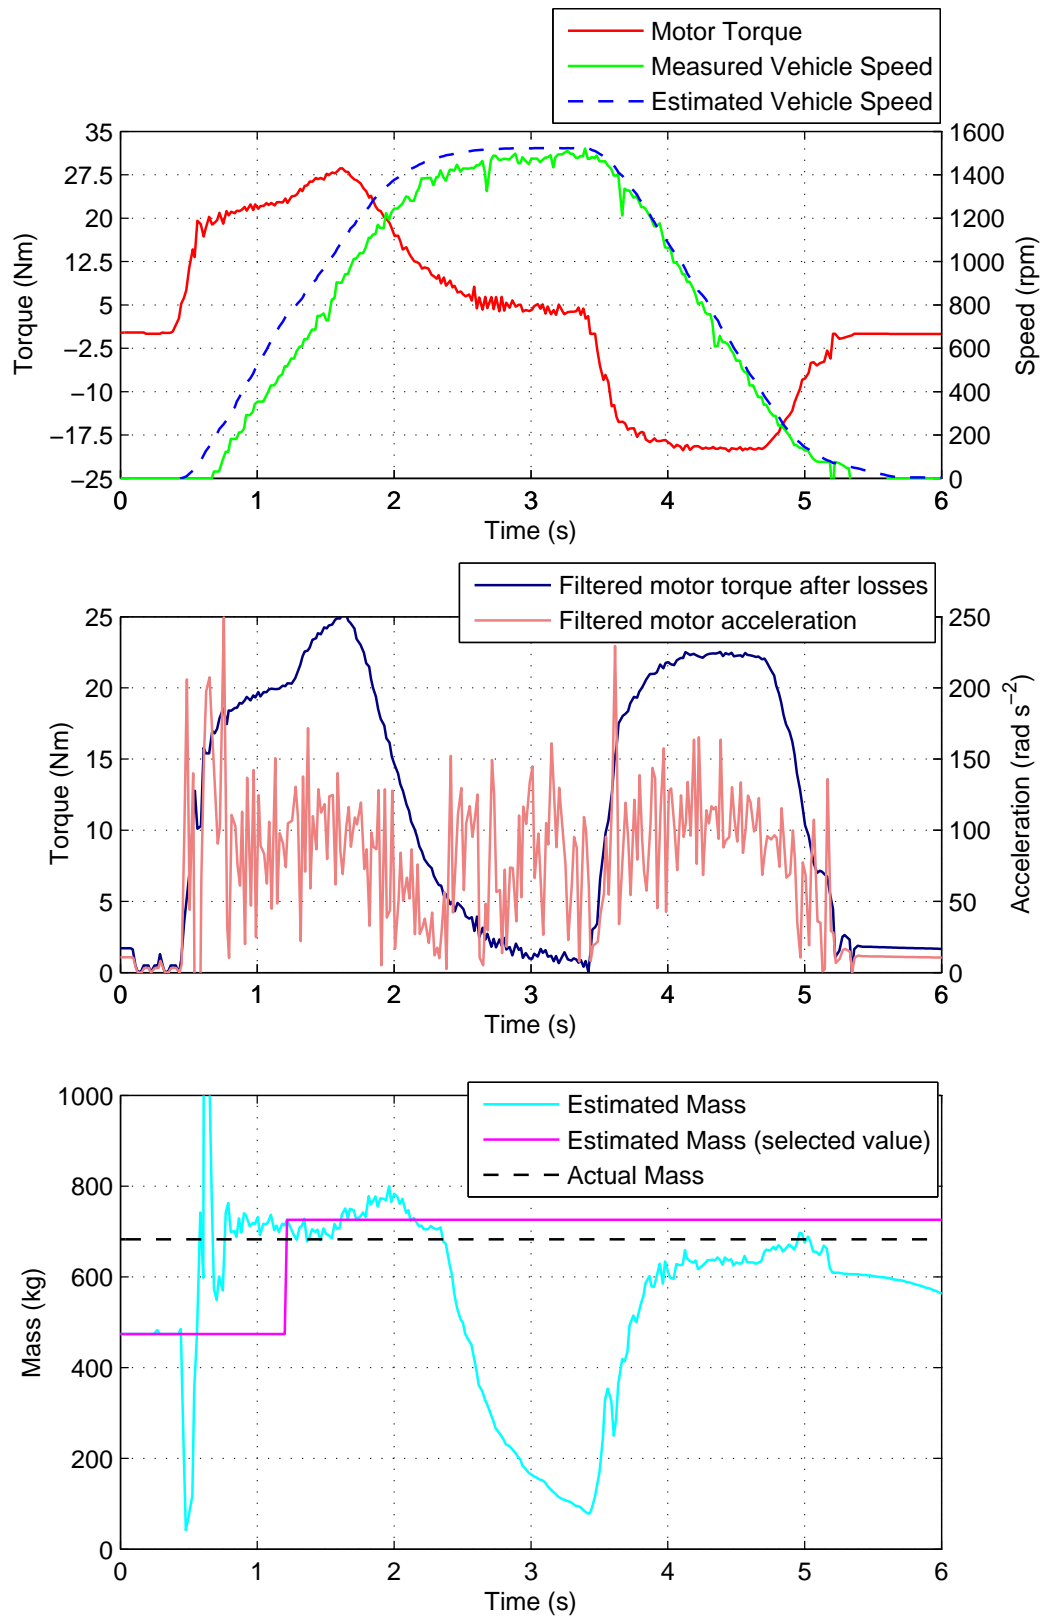 Motor Torque
Measured Vehicle Speed
Estimated Vehicle Speed
35
27.5
20
12.5
5
−2.5
−10
−17.5
−25
Torque (Nm)
1600
1400
1200
1000
800
600
400
200
0
Speed (rpm)
0 1 2 3 4 5 6
Time (s)
Filtered motor torque after losses
Filtered motor acceleration
25
20
15
10
5
0
Torque (Nm)
250
200
150
100
50
0
Acceleration (rad s−2)
0 1 2 3 4 5 6
Time (s)
Estimated Mass
Estimated Mass (selected value)
Actual Mass
1000
800
600
400
200
0
Mass (kg)
0 1 2 3 4 5 6
Time (s)